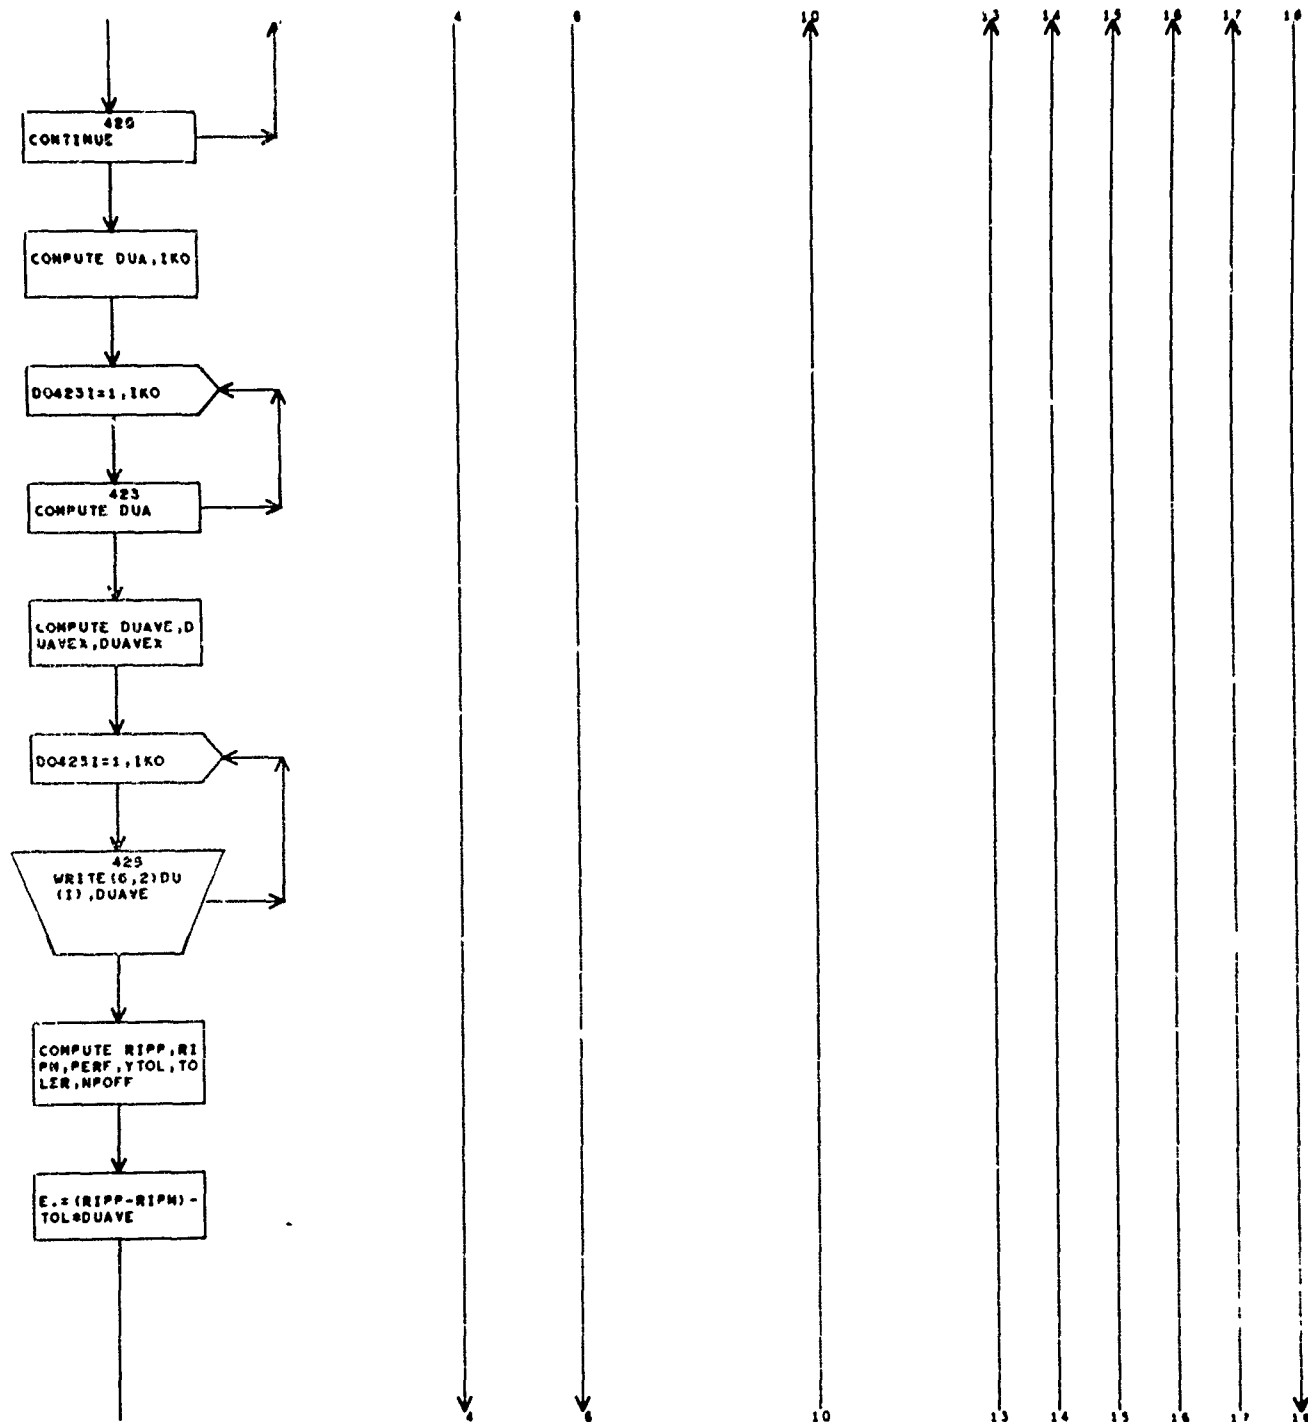 4 6 10 13 14 15 16 17 18
420
CONTINUE
COMPUTE DUA,IKO
DO423I=1,IKO
423
COMPUTE DUA
COMPUTE DUAVE,D
UAVEX,DUAVEX
DO425I=1,IKO
425
WRITE(6,2)DU
(I),DUAVE
COMPUTE RIPP,RI
PM,PERF,YTOL,TO
LER,NPOFF
E.=(RIPP-RIPM)-
TOL*DUAVE
4 6 10 13 14 15 16 17 18